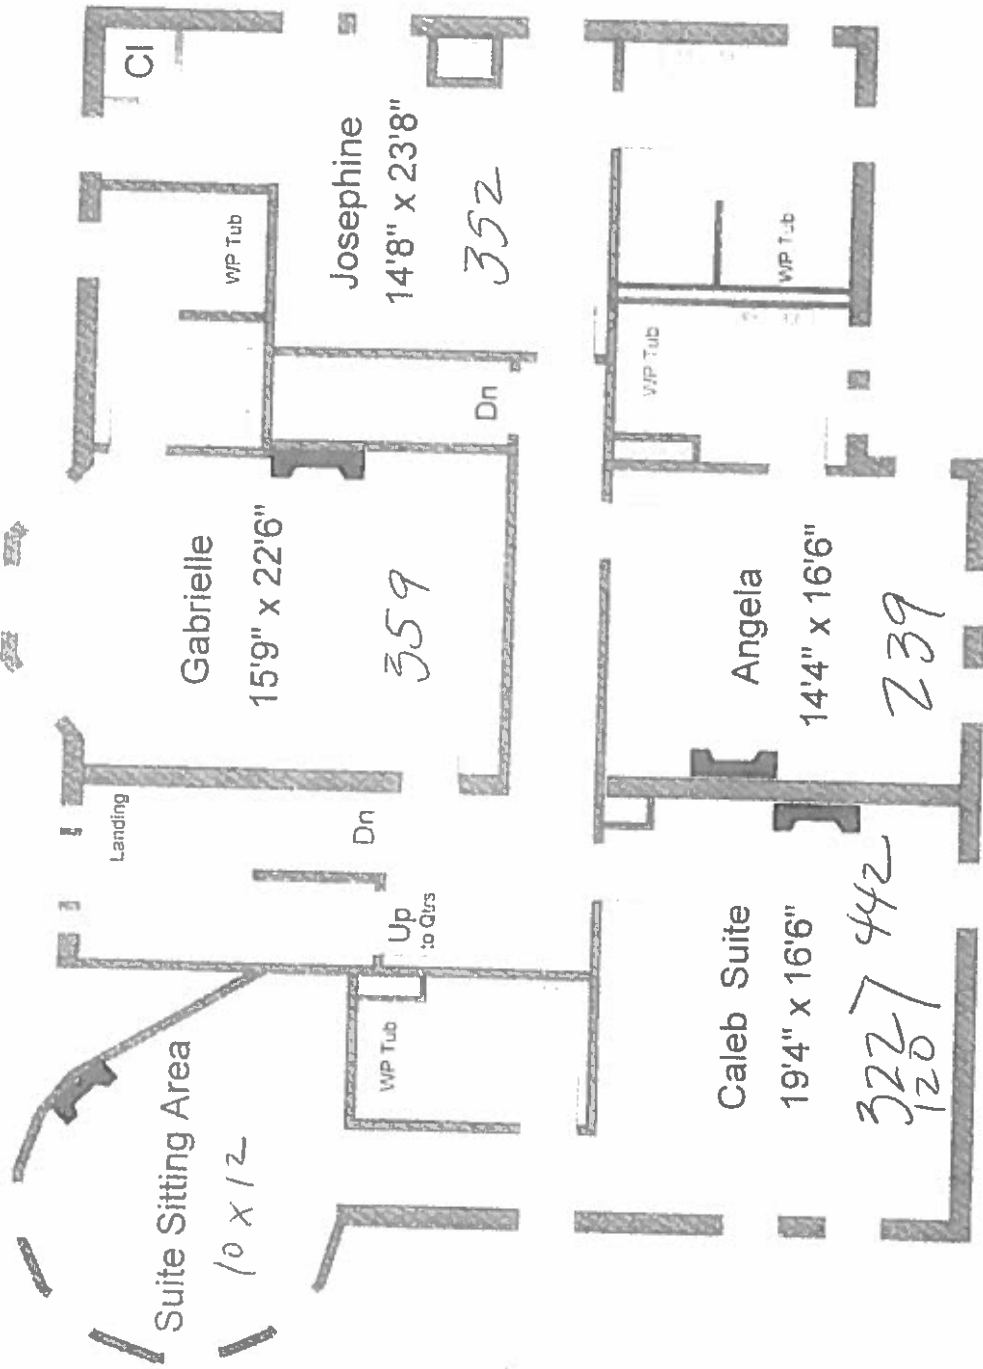 Suite Sitting Area
10 x 12
Landing
Dn
Up
to Qtrs
WP Tub
Gabrielle
15'9" x 22'6"
359
WP Tub
Cl
Josephine
14'8" x 23'8"
352
Dn
Caleb Suite
19'4" x 16'6"
322 442
120
Angela
14'4" x 16'6"
239
WP Tub
WP Tub